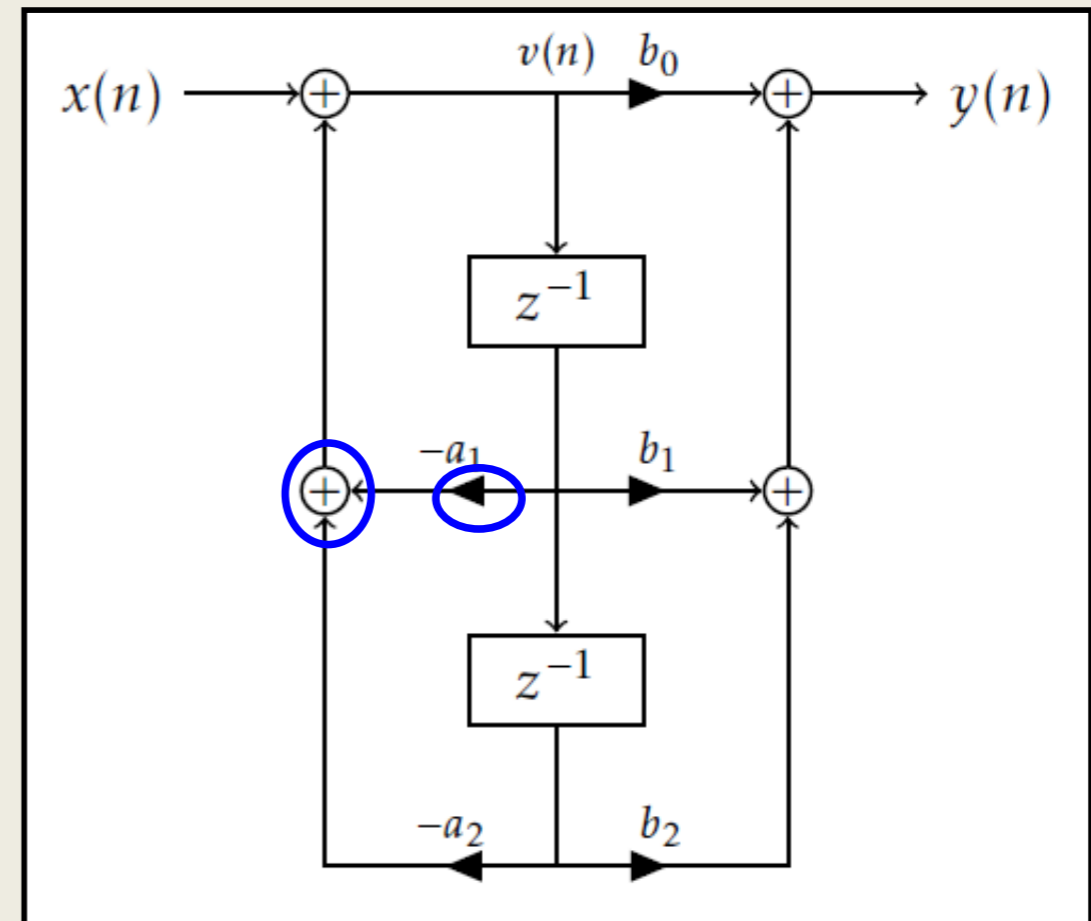 x(n) + v(n) b₀ + y(n)
z⁻¹
+ −a₁ b₁ +
z⁻¹
−a₂ b₂